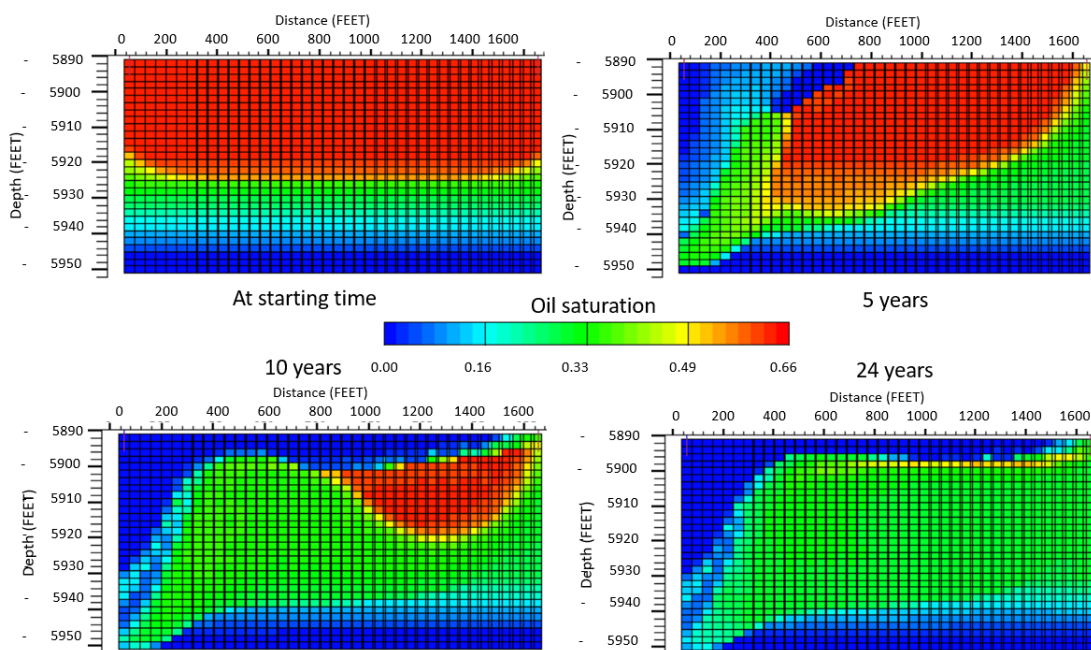 Distance (FEET)
0 200 400 600 800 1000 1200 1400 1600
Depth (FEET)
5890
5900
5910
5920
5930
5940
5950
At starting time
Distance (FEET)
0 200 400 600 800 1000 1200 1400 1600
Depth (FEET)
5890
5900
5910
5920
5930
5940
5950
5 years
Oil saturation
0.00 0.16 0.33 0.49 0.66
10 years
Distance (FEET)
0 200 400 600 800 1000 1200 1400 1600
Depth (FEET)
5890
5900
5910
5920
5930
5940
5950
24 years
Distance (FEET)
0 200 400 600 800 1000 1200 1400 1600
Depth (FEET)
5890
5900
5910
5920
5930
5940
5950